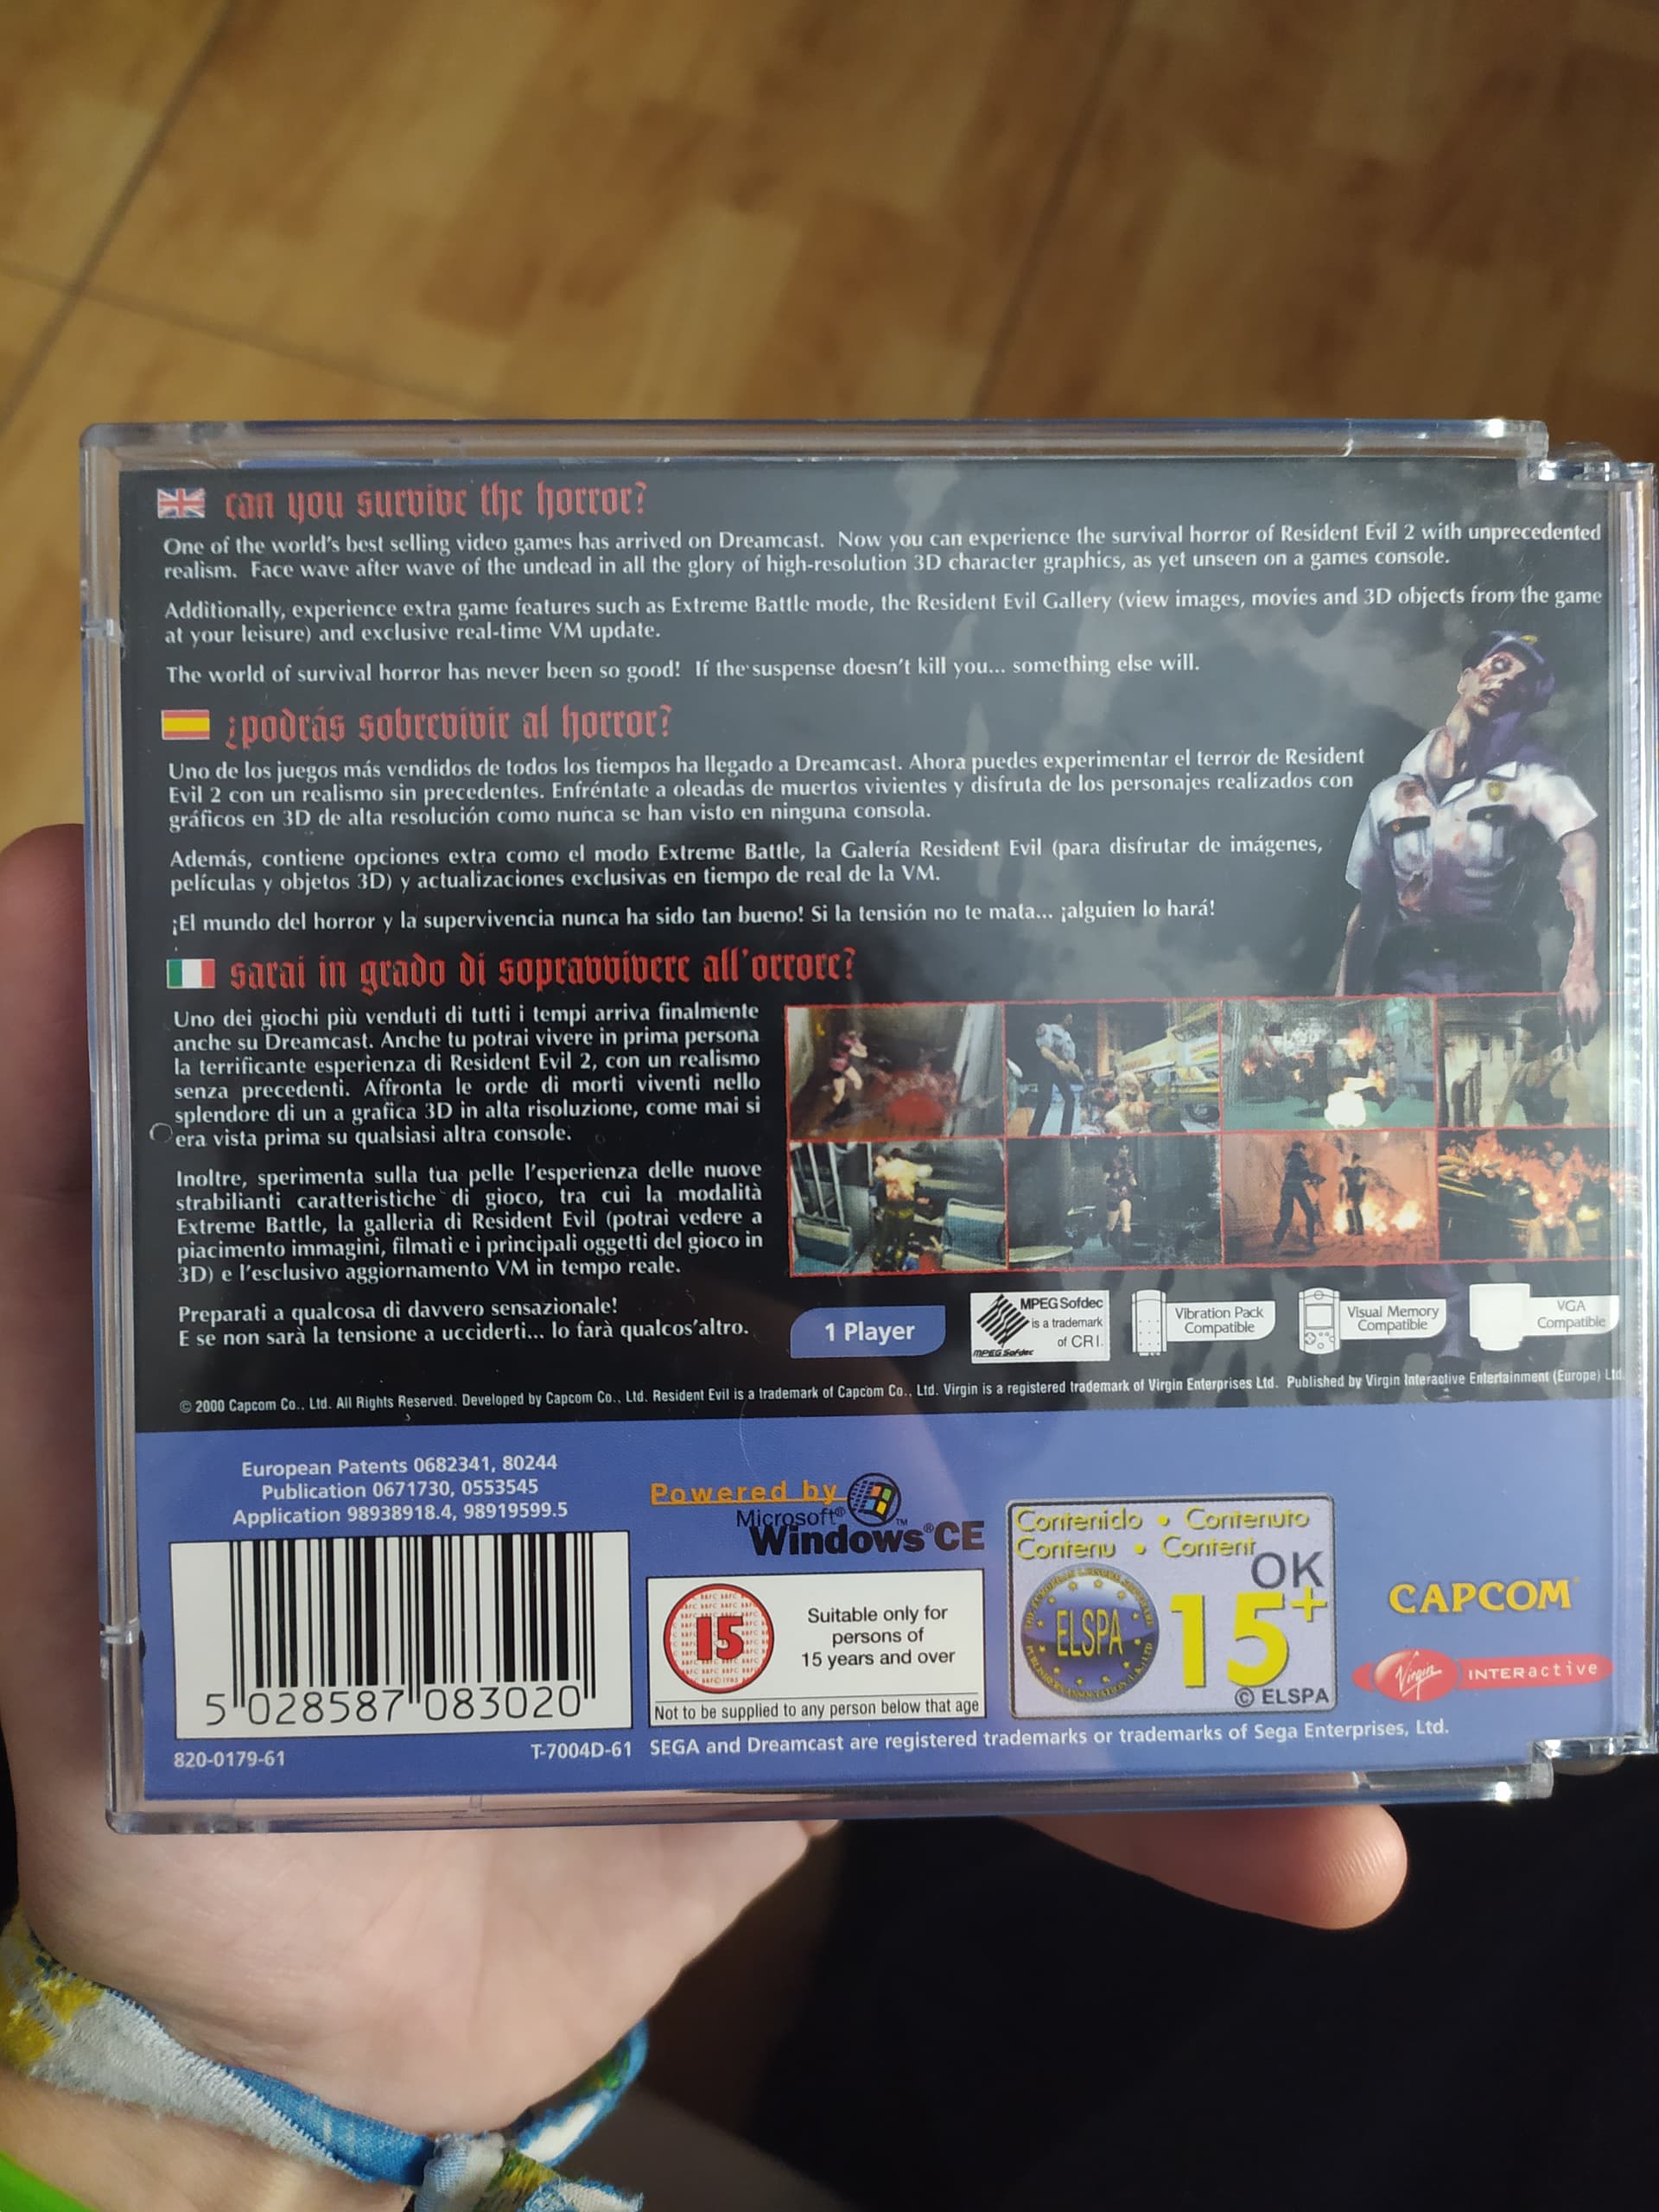 can you survive the horror?
One of the world's best selling video games has arrived on Dreamcast. Now you can experience the survival horror of Resident Evil 2 with unprecedented
realism. Face wave after wave of the undead in all the glory of high-resolution 3D character graphics, as yet unseen on a games console.
Additionally, experience extra game features such as Extreme Battle mode, the Resident Evil Gallery (view images, movies and 3D objects from the game
at your leisure) and exclusive real-time VM update.
The world of survival horror has never been so good! If the suspense doesn't kill you... something else will.
¿podrás sobrevivir al horror?
Uno de los juegos más vendidos de todos los tiempos ha llegado a Dreamcast. Ahora puedes experimentar el terror de Resident
Evil 2 con un realismo sin precedentes. Enfréntate a oleadas de muertos vivientes y disfruta de los personajes realizados con
gráficos en 3D de alta resolución como nunca se han visto en ninguna consola.
Además, contiene opciones extra como el modo Extreme Battle, la Galería Resident Evil (para disfrutar de imágenes,
películas y objetos 3D) y actualizaciones exclusivas en tiempo de real de la VM.
¡El mundo del horror y la supervivencia nunca ha sido tan bueno! Si la tensión no te mata... ¡alguien lo hará!
sarai in grado di sopravvivere all'orrore?
Uno dei giochi più venduti di tutti i tempi arriva finalmente
anche su Dreamcast. Anche tu potrai vivere in prima persona
la terrificante esperienza di Resident Evil 2, con un realismo
senza precedenti. Affronta le orde di morti viventi nello
splendore di un a grafica 3D in alta risoluzione, come mai si
era vista prima su qualsiasi altra console.
Inoltre, sperimenta sulla tua pelle l'esperienza delle nuove
strabilianti caratteristiche di gioco, tra cui la modalità
Extreme Battle, la galleria di Resident Evil (potrai vedere a
piacimento immagini, filmati e i principali oggetti del gioco in
3D) e l'esclusivo aggiornamento VM in tempo reale.
Preparati a qualcosa di davvero sensazionale!
E se non sarà la tensione a ucciderti... lo farà qualcos'altro.
1 Player
MPEG Sofdec
is a trademark
of CRI.
MPEG Sofdec
Vibration Pack
Compatible
Visual Memory
Compatible
VGA
Compatible
© 2000 Capcom Co., Ltd. All Rights Reserved. Developed by Capcom Co., Ltd. Resident Evil is a trademark of Capcom Co., Ltd. Virgin is a registered trademark of Virgin Enterprises Ltd. Published by Virgin Interactive Entertainment (Europe) Ltd.
European Patents 0682341, 80244
Publication 0671730, 0553545
Application 98938918.4, 98919599.5
5 028587 083020
820-0179-61
T-7004D-61
Powered by
Microsoft®
Windows®CE
15
Suitable only for
persons of
15 years and over
Not to be supplied to any person below that age
Contenido • Contenuto
Contenu • Content
OK
ELSPA
15+
© ELSPA
CAPCOM
Virgin INTERactive
SEGA and Dreamcast are registered trademarks or trademarks of Sega Enterprises, Ltd.